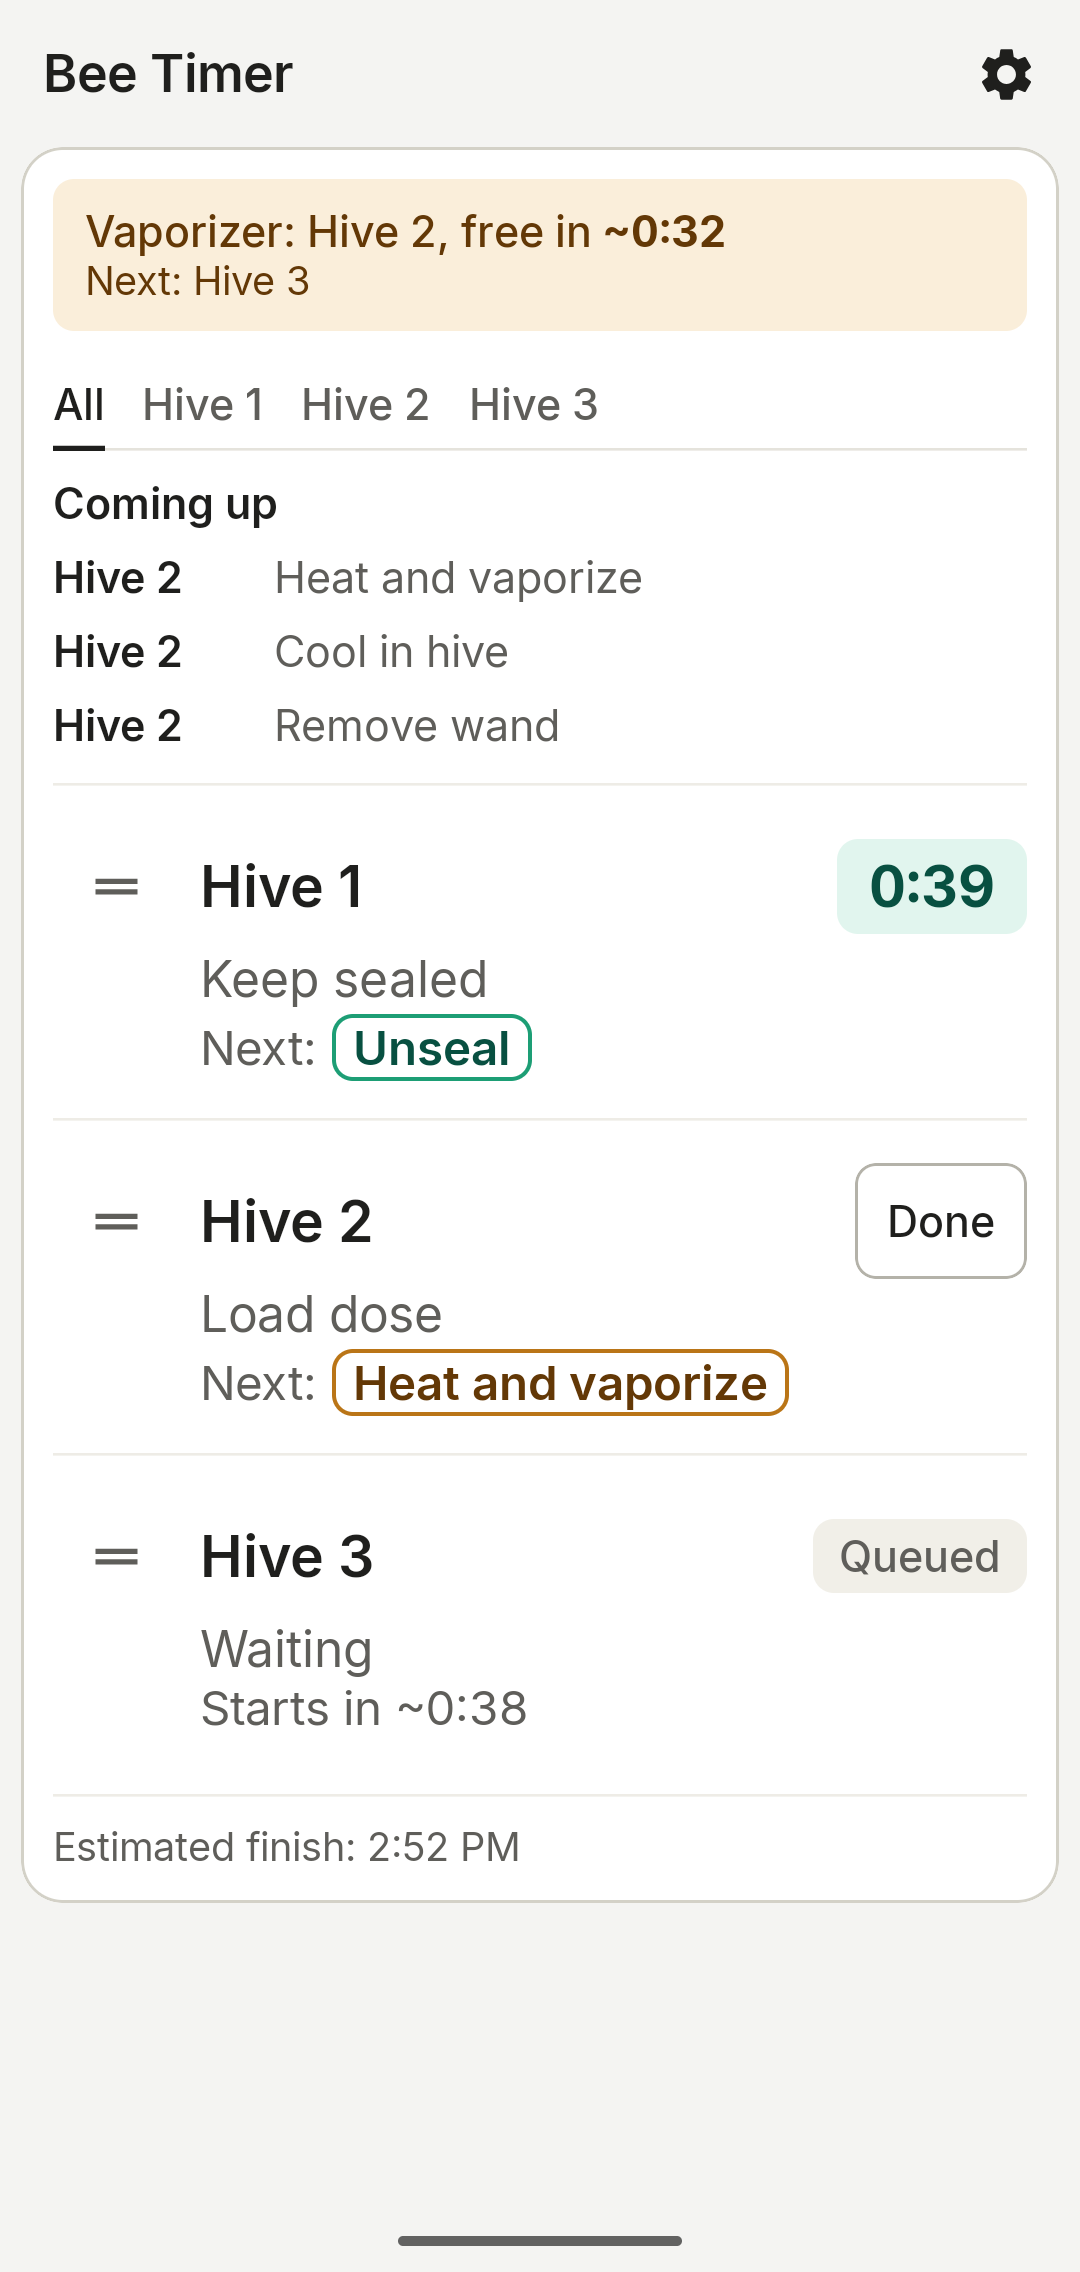 Bee Timer
Vaporizer: Hive 2, free in ~0:32
Next: Hive 3
All Hive 1 Hive 2 Hive 3
Coming up
Hive 2 Heat and vaporize
Hive 2 Cool in hive
Hive 2 Remove wand
Hive 1 0:39
Keep sealed
Next: Unseal
Hive 2 Done
Load dose
Next: Heat and vaporize
Hive 3 Queued
Waiting
Starts in ~0:38
Estimated finish: 2:52 PM